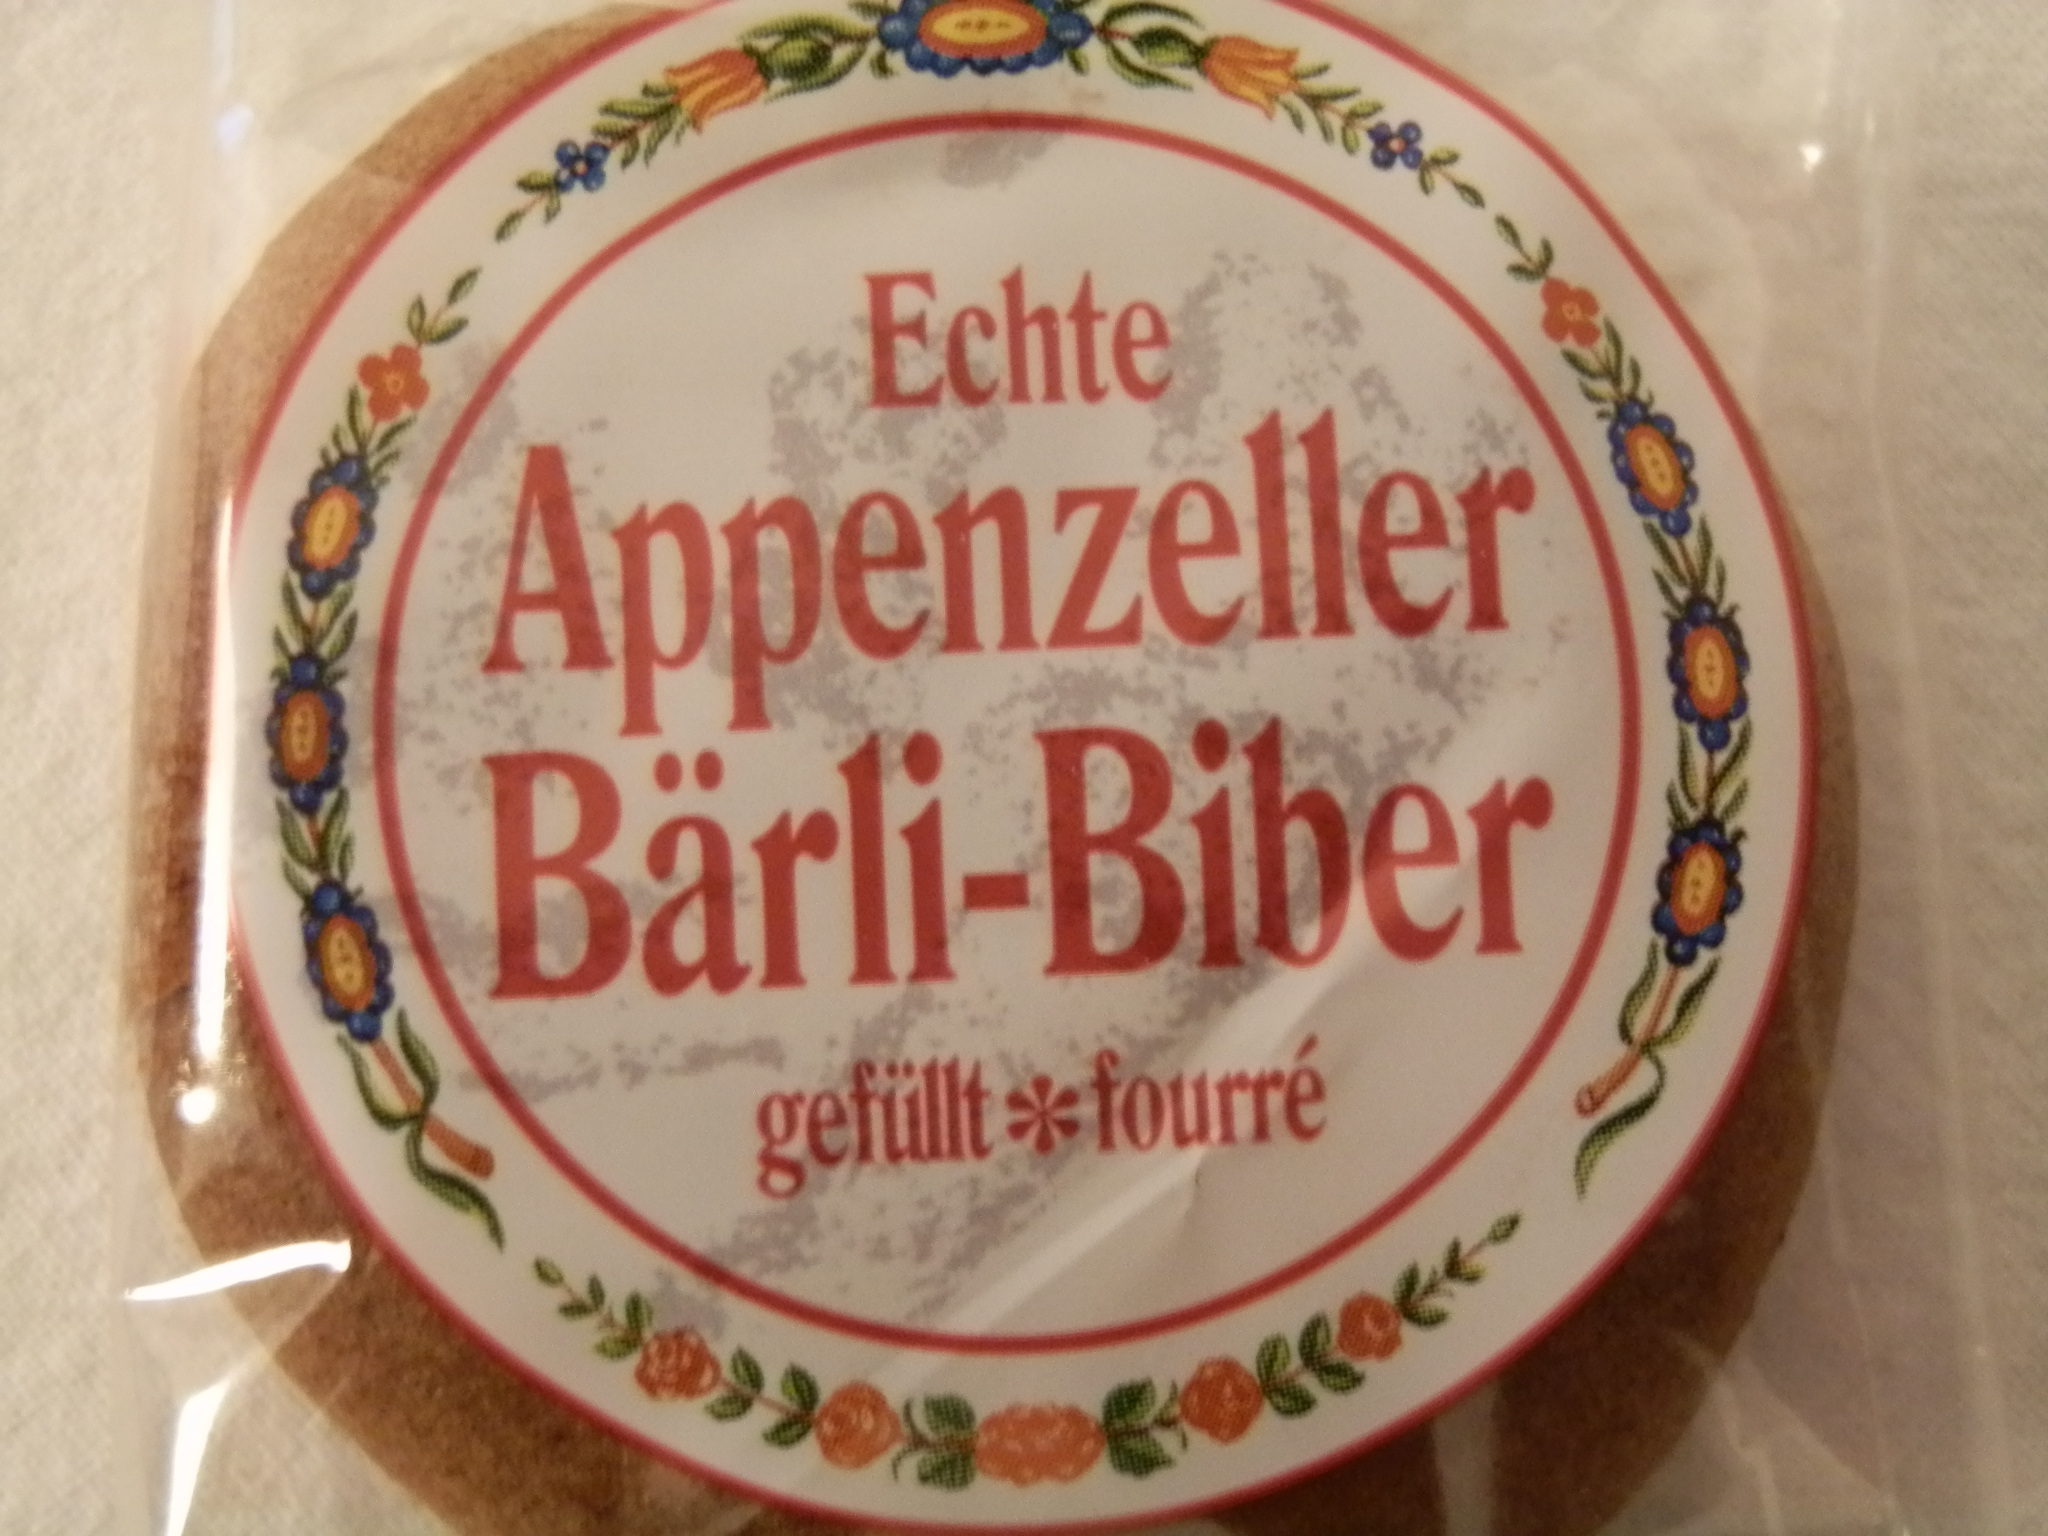 Echte
Appenzeller
Bärli-Biber
gefüllt * fourré